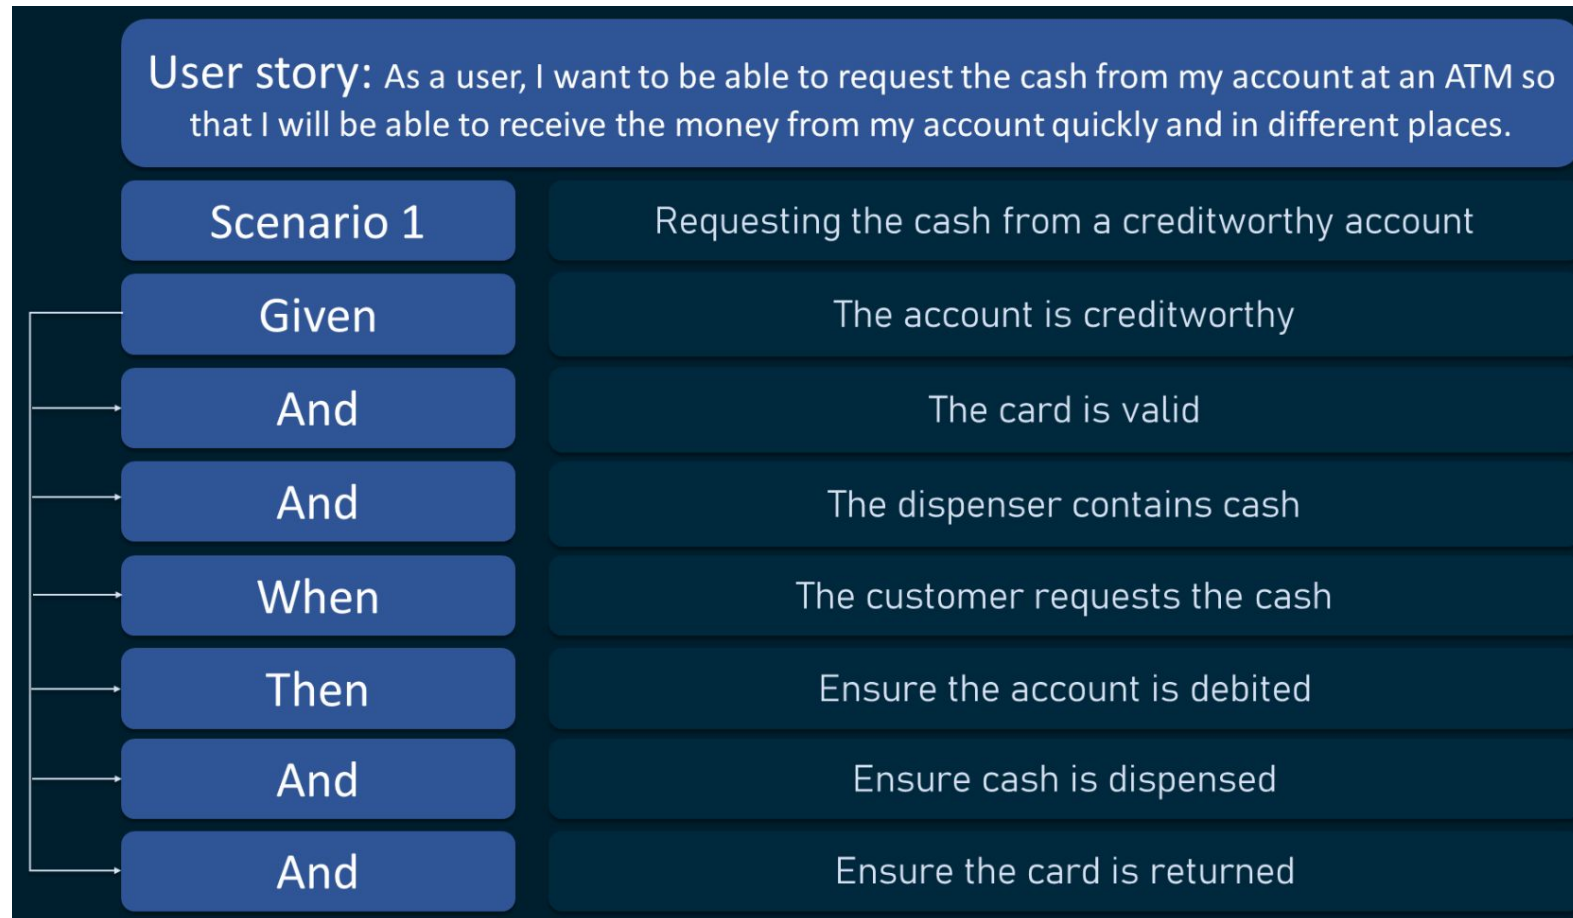 User story: As a user, I want to be able to request the cash from my account at an ATM so
that I will be able to receive the money from my account quickly and in different places.
Scenario 1
Requesting the cash from a creditworthy account
Given
The account is creditworthy
And
The card is valid
And
The dispenser contains cash
When
The customer requests the cash
Then
Ensure the account is debited
And
Ensure cash is dispensed
And
Ensure the card is returned